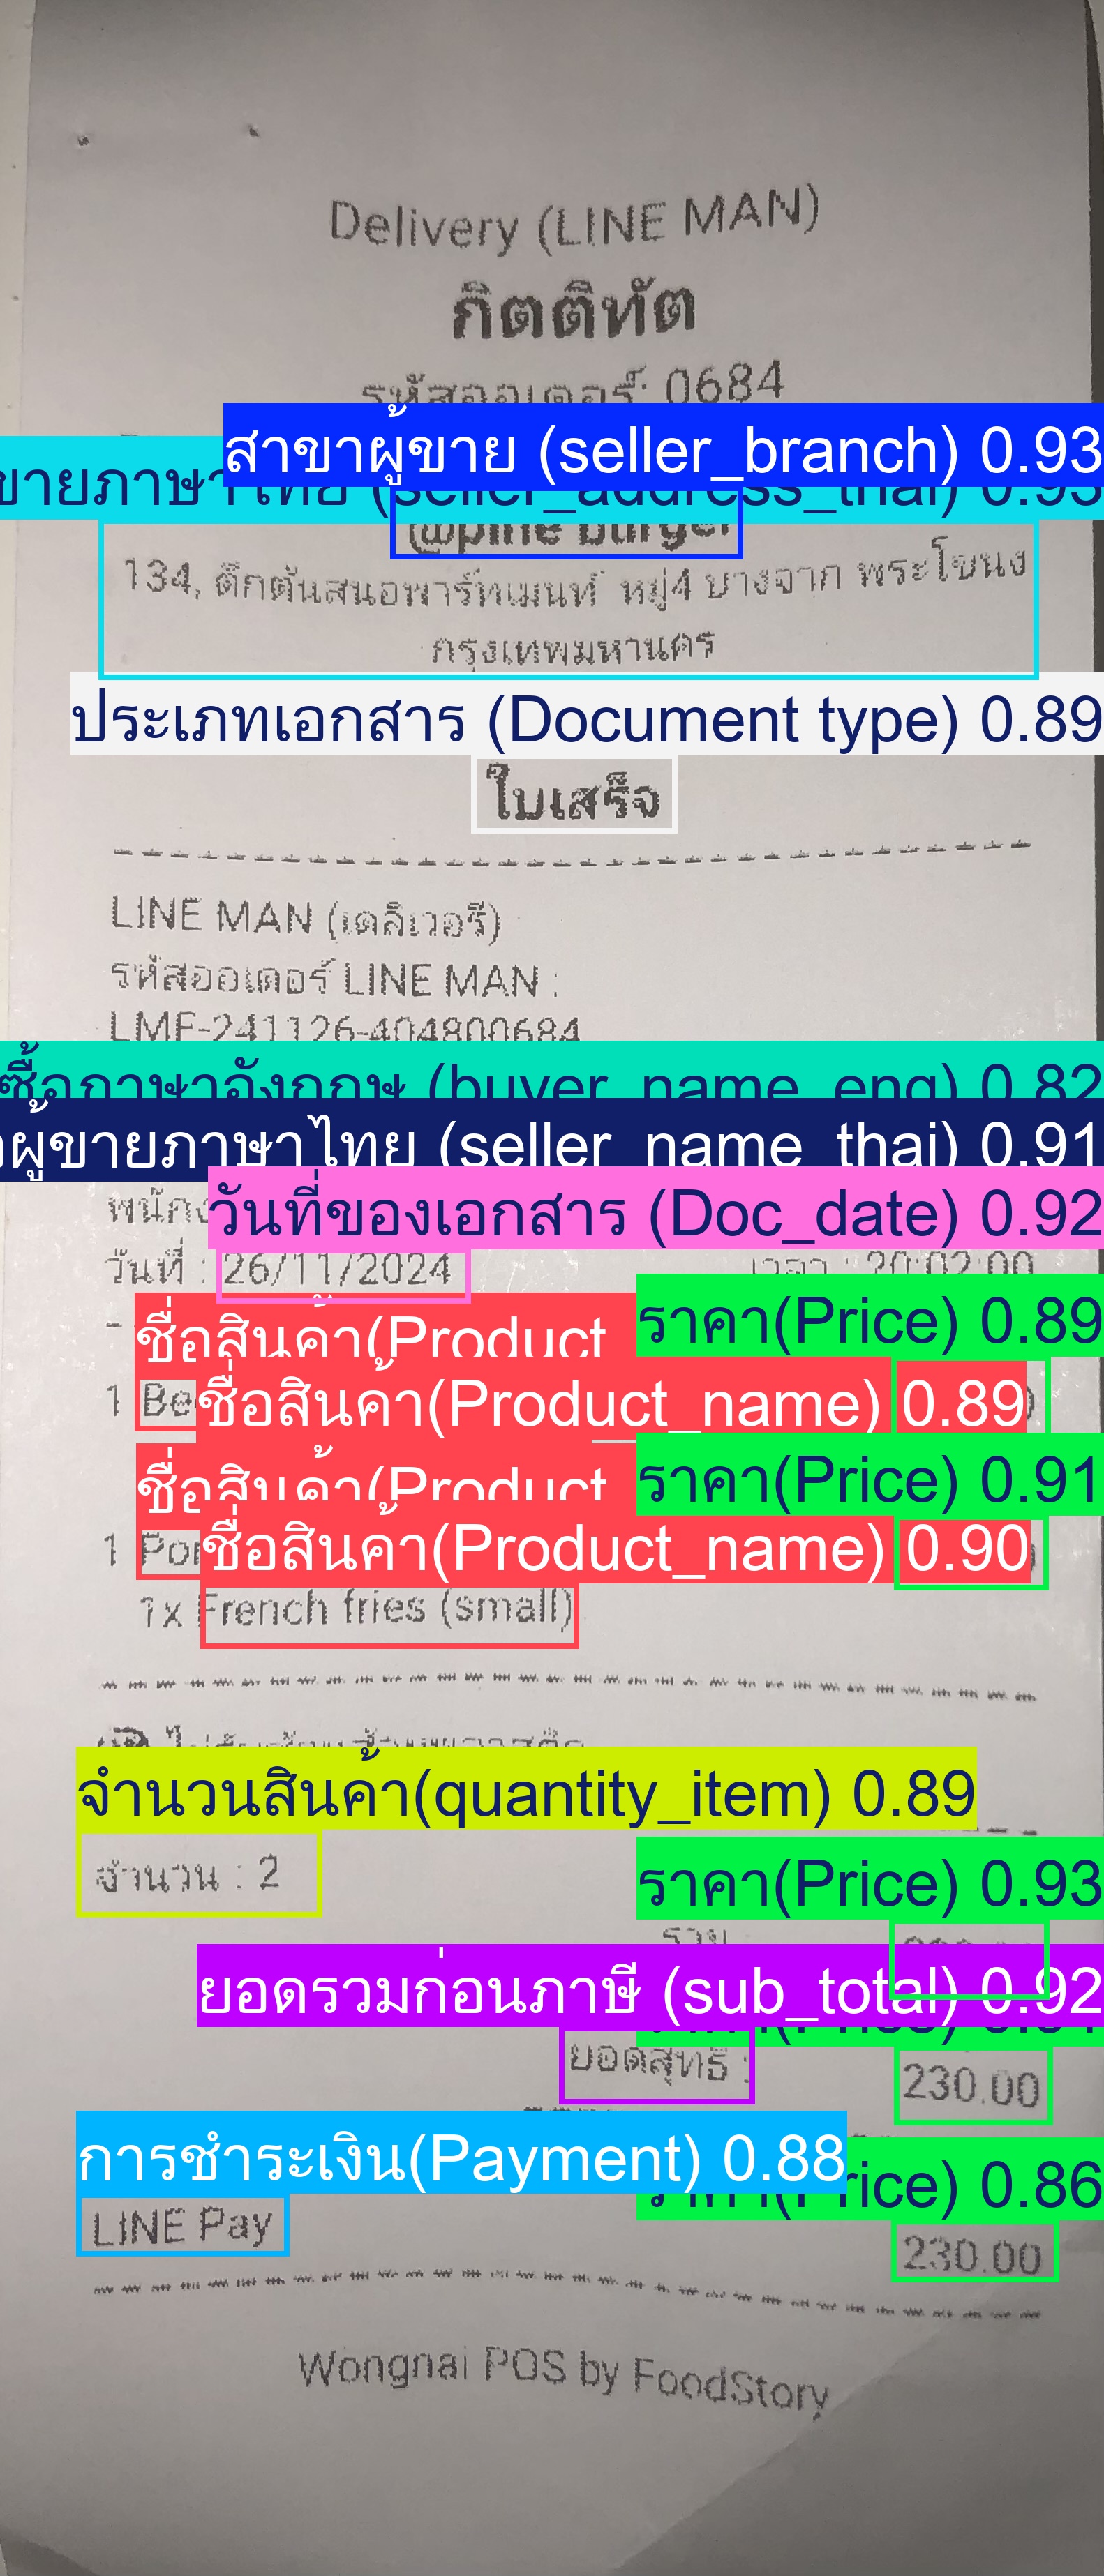 Delivery (LINE MAN)
กิตติทัต
รหัสออเดอร์: 0684
สาขาผู้ขาย (seller_branch) 0.93
ขายภาษาไทย (seller_address_thai) 0.93
@pine burger
134, ตึกต้นสนอพาร์ทเมนท์ หมู่4 บางจาก พระโขนง
กรุงเทพมหานคร
ประเภทเอกสาร (Document type) 0.89
ใบเสร็จ
LINE MAN (เดลิเวอรี)
รหัสออเดอร์ LINE MAN :
LMF-241126-404800684
ซื้อภาษาอังกฤษ (buyer_name_eng) 0.82
ผู้ขายภาษาไทย (seller_name_thai) 0.91
วันที่ของเอกสาร (Doc_date) 0.92
วันที่ : 26/11/2024 เวลา : 20:02:00
ชื่อสินค้า(Product ราคา(Price) 0.89
1 ชื่อสินค้า(Product_name) 0.89
ชื่อสินค้า(Product ราคา(Price) 0.91
1 ชื่อสินค้า(Product_name) 0.90
1x French fries (small)
จำนวนสินค้า(quantity_item) 0.89
จำนวน : 2
ราคา(Price) 0.93
รวม
ยอดรวมก่อนภาษี (sub_total) 0.92
ยอดสุทธิ : 230.00
การชำระเงิน(Payment) 0.88
ราคา(Price) 0.86
LINE Pay 230.00
Wongnai POS by FoodStory